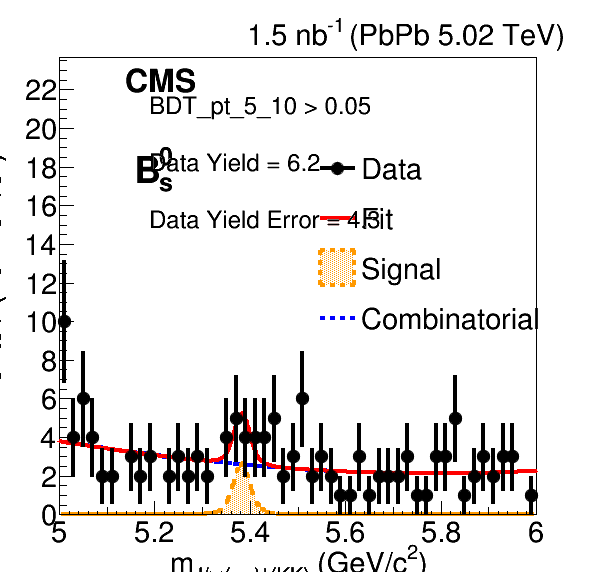 1.5 nb-1 (PbPb 5.02 TeV)
CMS
BDT_pt_5_10 > 0.05
B0s
Data Yield = 6.2
Data Yield Error = 4.3
Data
Fit
Signal
Combinatorial
22
20
18
16
14
12
10
8
6
4
2
0
5 5.2 5.4 5.6 5.8 6
m (GeV/c2)